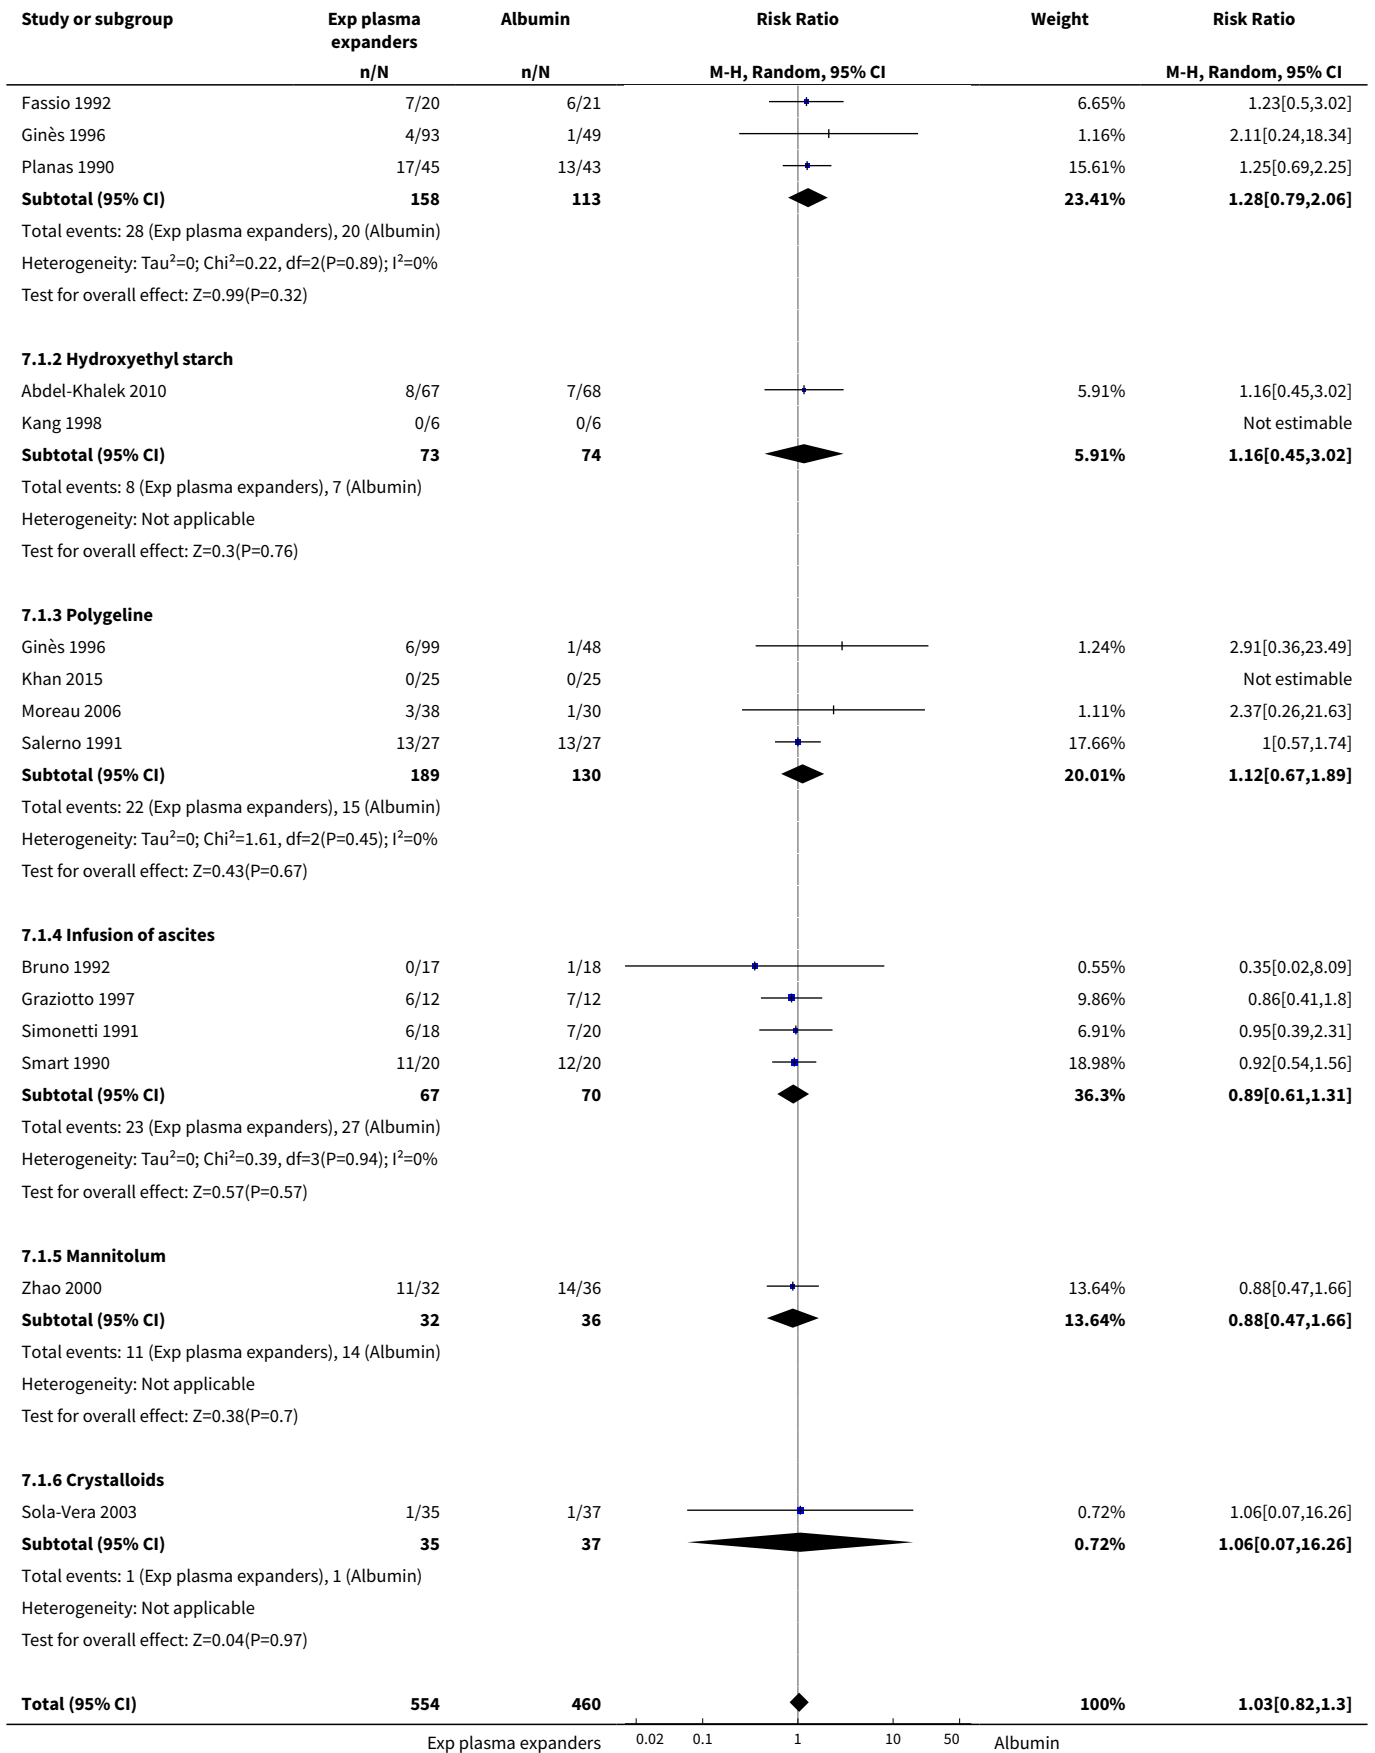 Study or subgroup Exp plasma expanders Albumin Risk Ratio Weight Risk Ratio
n/N n/N M-H, Random, 95% CI M-H, Random, 95% CI
Fassio 1992 7/20 6/21 6.65% 1.23[0.5,3.02]
Ginès 1996 4/93 1/49 1.16% 2.11[0.24,18.34]
Planas 1990 17/45 13/43 15.61% 1.25[0.69,2.25]
Subtotal (95% CI) 158 113 23.41% 1.28[0.79,2.06]
Total events: 28 (Exp plasma expanders), 20 (Albumin)
Heterogeneity: Tau²=0; Chi²=0.22, df=2(P=0.89); I²=0%
Test for overall effect: Z=0.99(P=0.32)
7.1.2 Hydroxyethyl starch
Abdel-Khalek 2010 8/67 7/68 5.91% 1.16[0.45,3.02]
Kang 1998 0/6 0/6 Not estimable
Subtotal (95% CI) 73 74 5.91% 1.16[0.45,3.02]
Total events: 8 (Exp plasma expanders), 7 (Albumin)
Heterogeneity: Not applicable
Test for overall effect: Z=0.3(P=0.76)
7.1.3 Polygeline
Ginès 1996 6/99 1/48 1.24% 2.91[0.36,23.49]
Khan 2015 0/25 0/25 Not estimable
Moreau 2006 3/38 1/30 1.11% 2.37[0.26,21.63]
Salerno 1991 13/27 13/27 17.66% 1[0.57,1.74]
Subtotal (95% CI) 189 130 20.01% 1.12[0.67,1.89]
Total events: 22 (Exp plasma expanders), 15 (Albumin)
Heterogeneity: Tau²=0; Chi²=1.61, df=2(P=0.45); I²=0%
Test for overall effect: Z=0.43(P=0.67)
7.1.4 Infusion of ascites
Bruno 1992 0/17 1/18 0.55% 0.35[0.02,8.09]
Graziotto 1997 6/12 7/12 9.86% 0.86[0.41,1.8]
Simonetti 1991 6/18 7/20 6.91% 0.95[0.39,2.31]
Smart 1990 11/20 12/20 18.98% 0.92[0.54,1.56]
Subtotal (95% CI) 67 70 36.3% 0.89[0.61,1.31]
Total events: 23 (Exp plasma expanders), 27 (Albumin)
Heterogeneity: Tau²=0; Chi²=0.39, df=3(P=0.94); I²=0%
Test for overall effect: Z=0.57(P=0.57)
7.1.5 Mannitolum
Zhao 2000 11/32 14/36 13.64% 0.88[0.47,1.66]
Subtotal (95% CI) 32 36 13.64% 0.88[0.47,1.66]
Total events: 11 (Exp plasma expanders), 14 (Albumin)
Heterogeneity: Not applicable
Test for overall effect: Z=0.38(P=0.7)
7.1.6 Crystalloids
Sola-Vera 2003 1/35 1/37 0.72% 1.06[0.07,16.26]
Subtotal (95% CI) 35 37 0.72% 1.06[0.07,16.26]
Total events: 1 (Exp plasma expanders), 1 (Albumin)
Heterogeneity: Not applicable
Test for overall effect: Z=0.04(P=0.97)
Total (95% CI) 554 460 100% 1.03[0.82,1.3]
Exp plasma expanders 0.02 0.1 1 10 50 Albumin